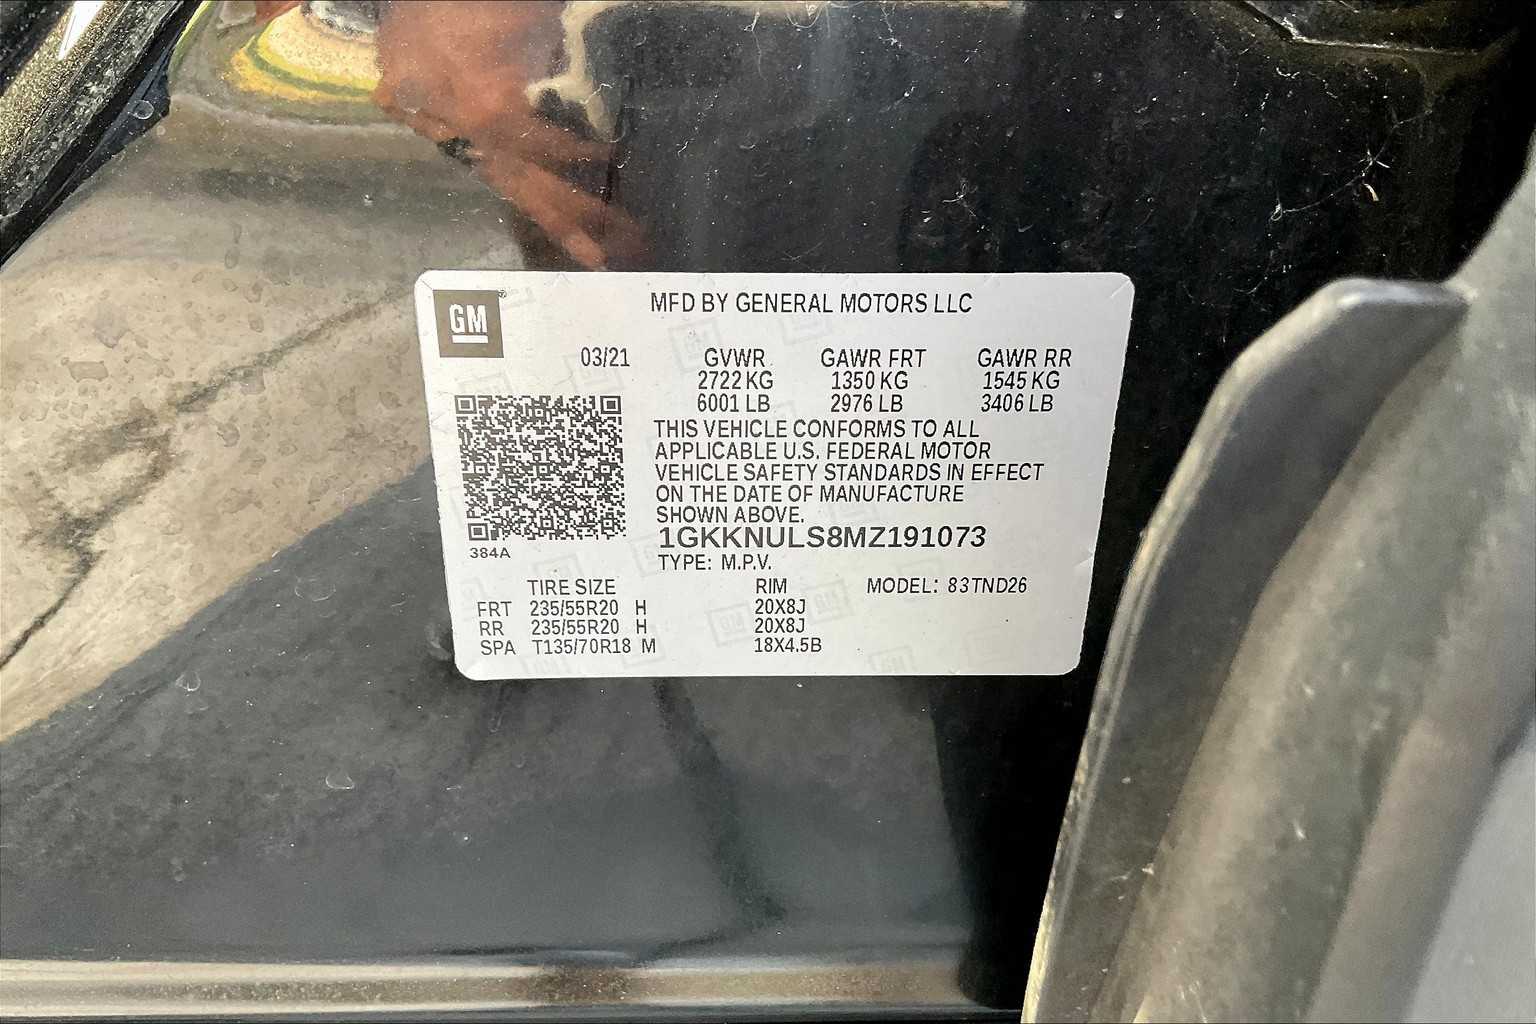 GM
MFD BY GENERAL MOTORS LLC
03/21 GVWR GAWR FRT GAWR RR
2722 KG 1350 KG 1545 KG
6001 LB 2976 LB 3406 LB
THIS VEHICLE CONFORMS TO ALL
APPLICABLE U.S. FEDERAL MOTOR
VEHICLE SAFETY STANDARDS IN EFFECT
ON THE DATE OF MANUFACTURE
SHOWN ABOVE.
1GKKNULS8MZ191073
384A
TYPE: M.P.V.
TIRE SIZE RIM MODEL: 83TND26
FRT 235/55R20 H 20X8J
RR 235/55R20 H 20X8J
SPA T135/70R18 M 18X4.5B